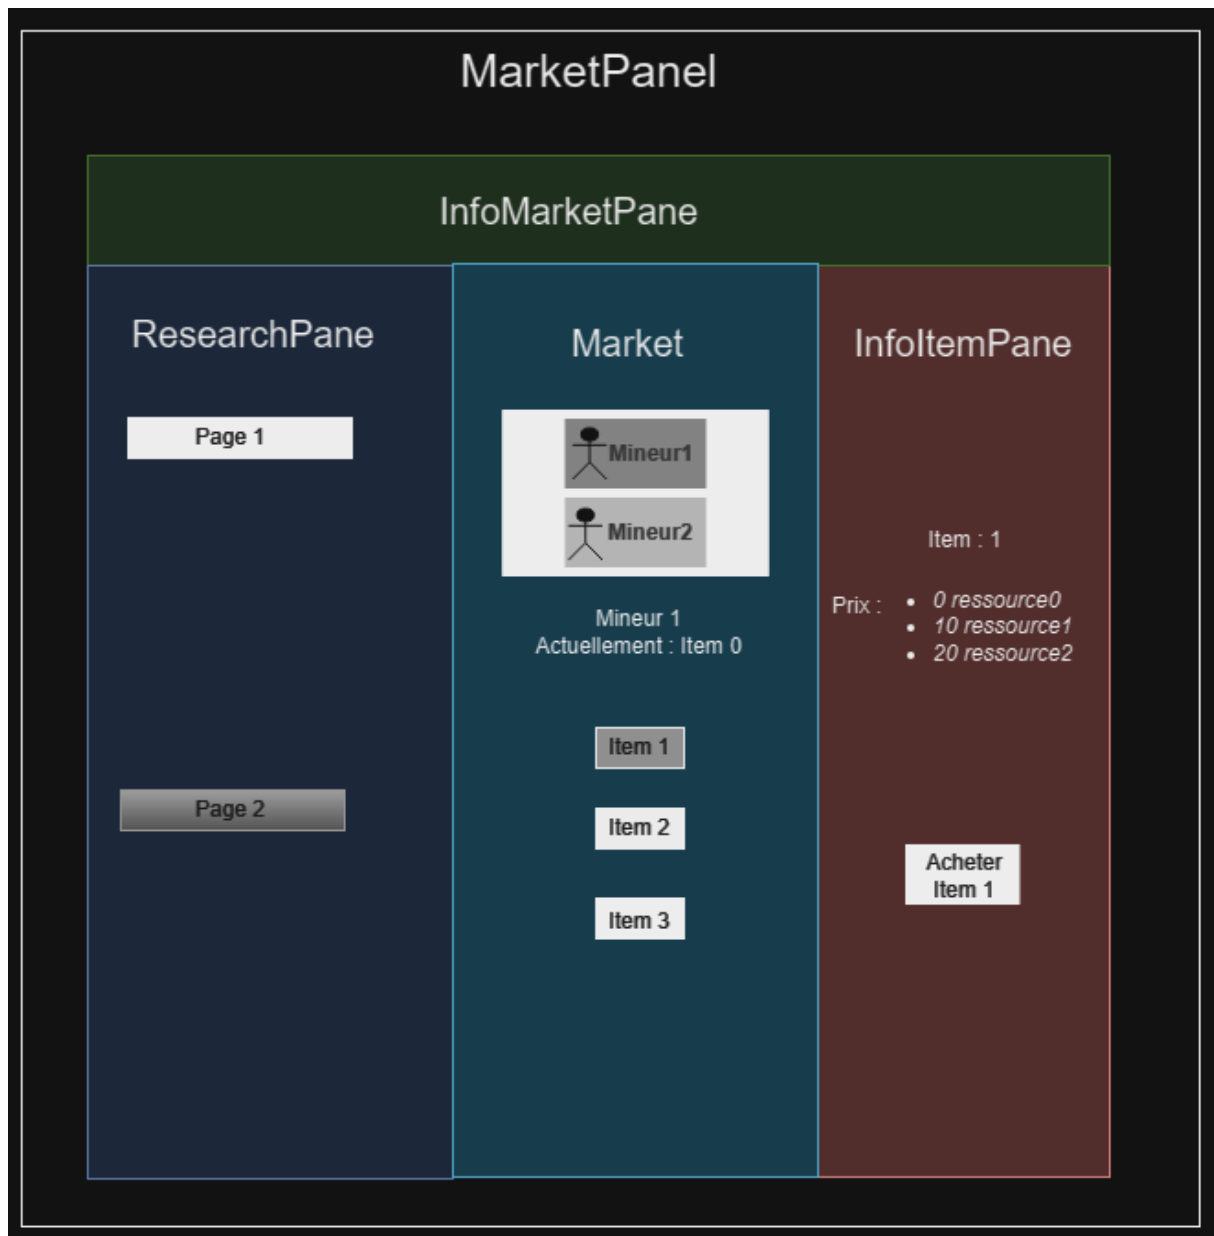 MarketPanel
InfoMarketPane
ResearchPane
Page 1
Page 2
Market
Mineur1
Mineur2
Mineur 1
Actuellement : Item 0
Item 1
Item 2
Item 3
InfoItemPane
Item : 1
Prix :
• 0 ressource0
• 10 ressource1
• 20 ressource2
Acheter
Item 1